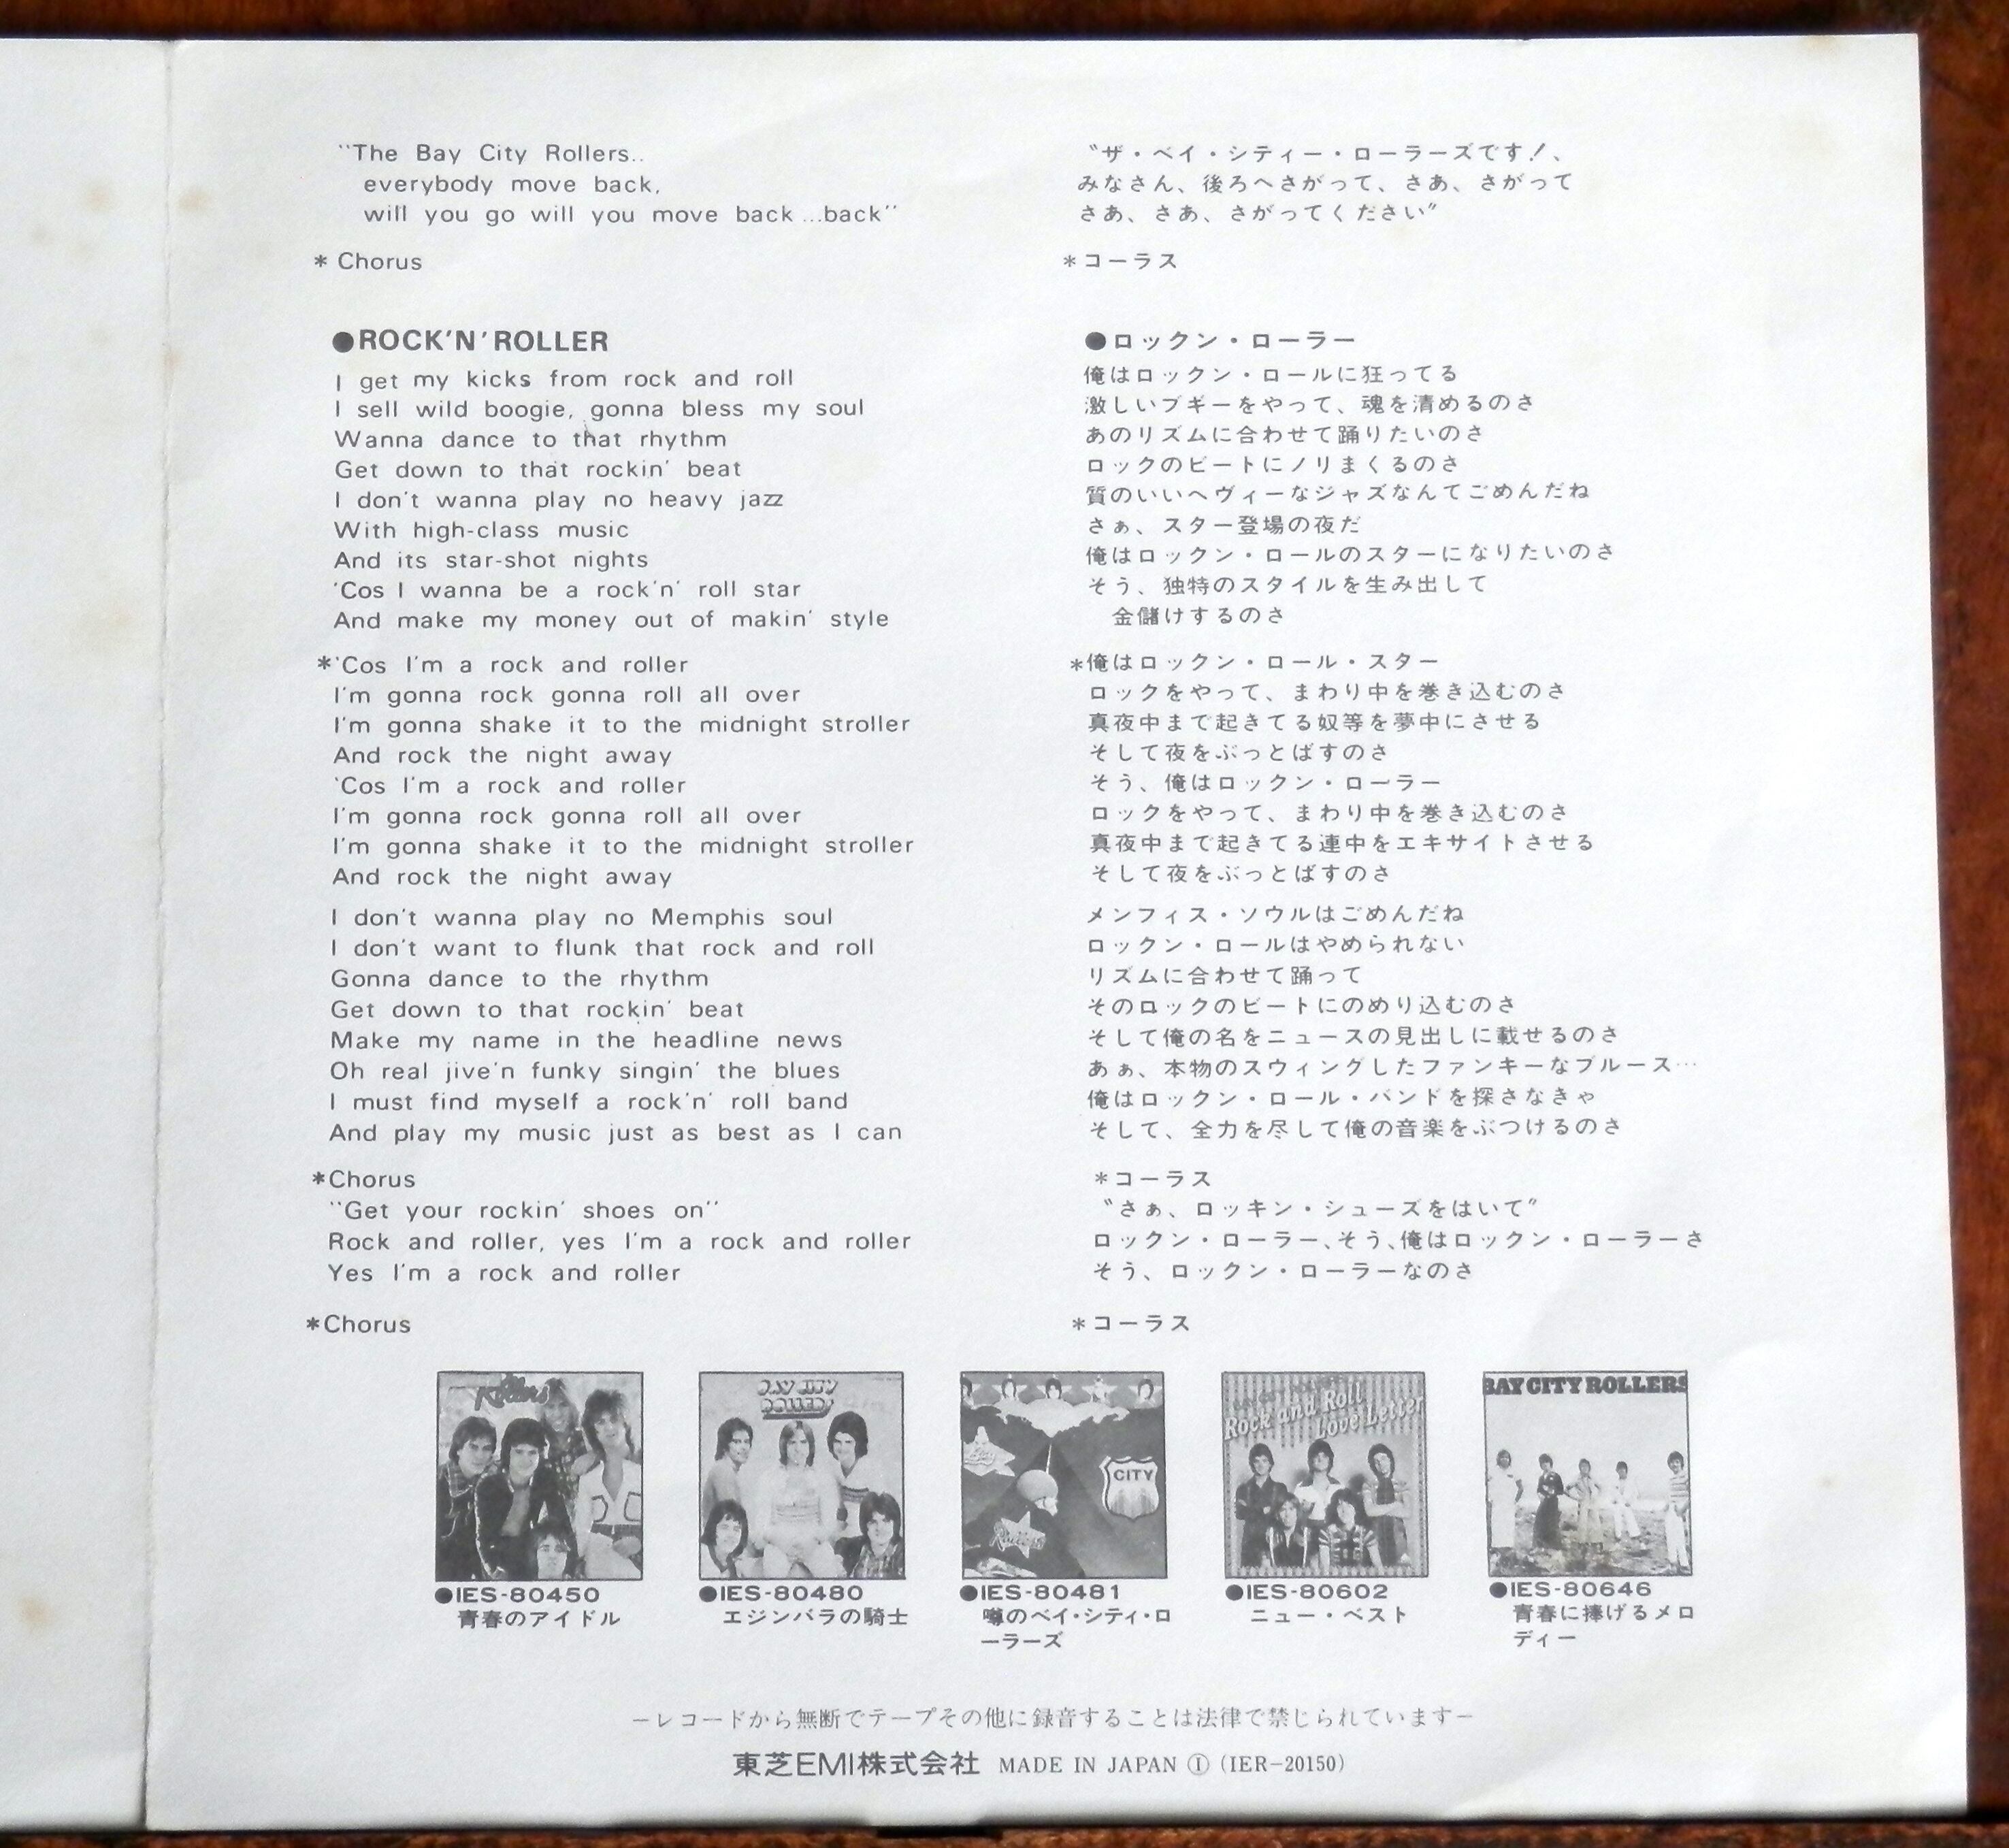 "The Bay City Rollers..
everybody move back,
will you go will you move back ...back"
* Chorus
●ROCK'N'ROLLER
I get my kicks from rock and roll
I sell wild boogie, gonna bless my soul
Wanna dance to that rhythm
Get down to that rockin' beat
I don't wanna play no heavy jazz
With high-class music
And its star-shot nights
'Cos I wanna be a rock'n' roll star
And make my money out of makin' style
*'Cos I'm a rock and roller
I'm gonna rock gonna roll all over
I'm gonna shake it to the midnight stroller
And rock the night away
'Cos I'm a rock and roller
I'm gonna rock gonna roll all over
I'm gonna shake it to the midnight stroller
And rock the night away
I don't wanna play no Memphis soul
I don't want to flunk that rock and roll
Gonna dance to the rhythm
Get down to that rockin' beat
Make my name in the headline news
Oh real jive'n funky singin' the blues
I must find myself a rock'n' roll band
And play my music just as best as I can
*Chorus
"Get your rockin' shoes on"
Rock and roller, yes I'm a rock and roller
Yes I'm a rock and roller
*Chorus
〝ザ・ベイ・シティー・ローラーズです!、
みなさん、後ろへさがって、さあ、さがって
さあ、さあ、さがってください〞
*コーラス
●ロックン・ローラー
俺はロックン・ロールに狂ってる
激しいブギーをやって、魂を清めるのさ
あのリズムに合わせて踊りたいのさ
ロックのビートにノリまくるのさ
質のいいヘヴィーなジャズなんてごめんだね
さぁ、スター登場の夜だ
俺はロックン・ロールのスターになりたいのさ
そう、独特のスタイルを生み出して
金儲けするのさ
*俺はロックン・ロール・スター
ロックをやって、まわり中を巻き込むのさ
真夜中まで起きてる奴等を夢中にさせる
そして夜をぶっとばすのさ
そう、俺はロックン・ローラー
ロックをやって、まわり中を巻き込むのさ
真夜中まで起きてる連中をエキサイトさせる
そして夜をぶっとばすのさ
メンフィス・ソウルはごめんだね
ロックン・ロールはやめられない
リズムに合わせて踊って
そのロックのビートにのめり込むのさ
そして俺の名をニュースの見出しに載せるのさ
あぁ、本物のスウィングしたファンキーなブルース…
俺はロックン・ロール・バンドを探さなきゃ
そして、全力を尽して俺の音楽をぶつけるのさ
*コーラス
〝さぁ、ロッキン・シューズをはいて〞
ロックン・ローラー、そう、俺はロックン・ローラーさ
そう、ロックン・ローラーなのさ
*コーラス
Rollers
BAY CITY
ROLLERS
CITY
Rollers
Rock and Roll
Love Letter
BAY CITY ROLLERS
●IES-80450
青春のアイドル
●IES-80480
エジンバラの騎士
●IES-80481
噂のベイ・シティ・ロ
ーラーズ
●IES-80602
ニュー・ベスト
●IES-80646
青春に捧げるメロ
ディー
—レコードから無断でテープその他に録音することは法律で禁じられています—
東芝EMI株式会社 MADE IN JAPAN Ⓘ (IER-20150)